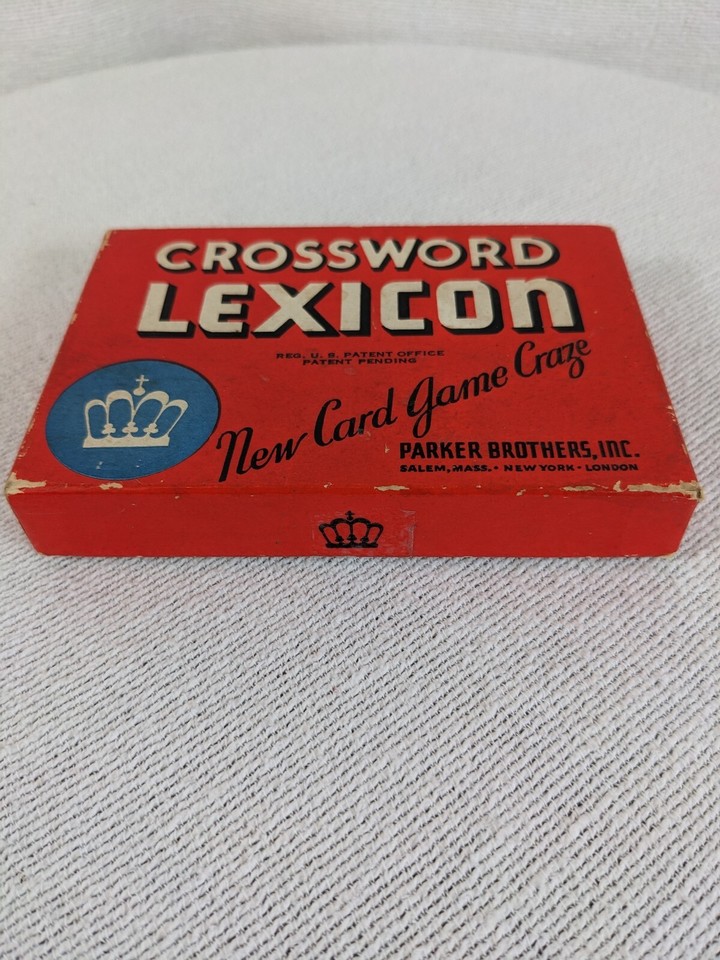 CROSSWORD
LEXICON
REG. U. S. PATENT OFFICE
PATENT PENDING
New Card Game Craze
PARKER BROTHERS, INC.
SALEM, MASS. • NEW YORK • LONDON